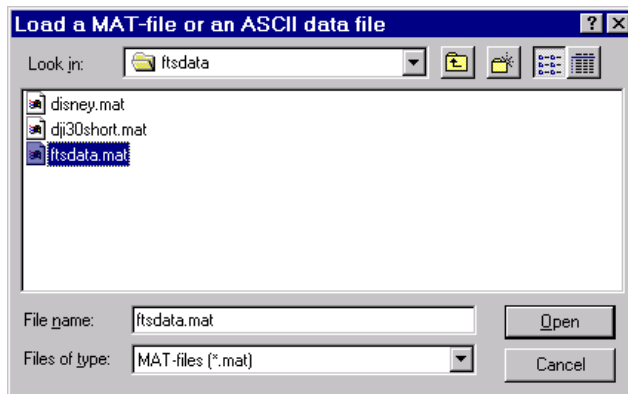 Load a MAT-file or an ASCII data file
Look in: ftsdata
disney.mat
dji30short.mat
ftsdata.mat
File name: ftsdata.mat Open
Files of type: MAT-files (*.mat) Cancel